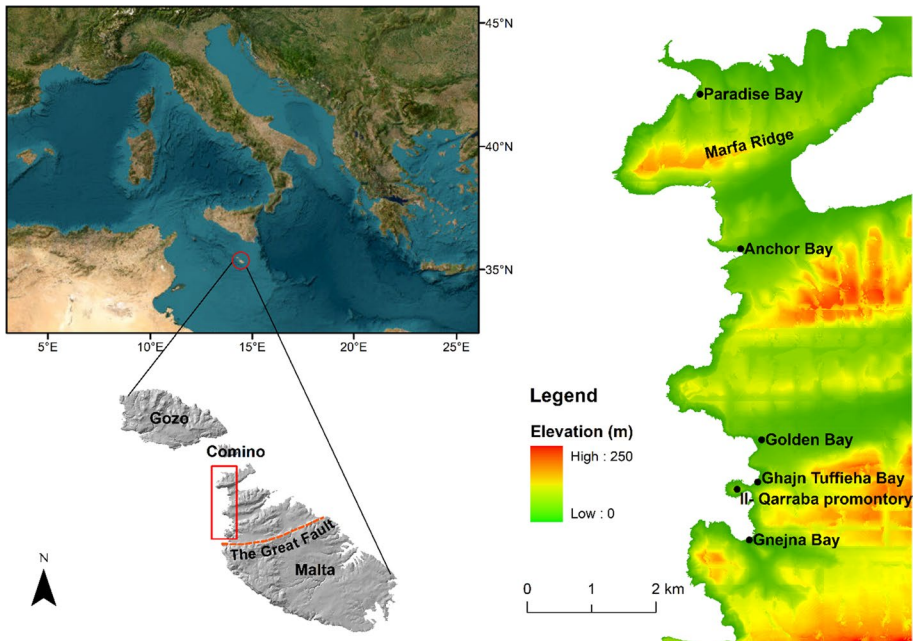 45°N
40°N
35°N
5°E
10°E
15°E
20°E
25°E
Gozo
Comino
The Great Fault
Malta
N
Paradise Bay
Marfa Ridge
Anchor Bay
Golden Bay
Ghajn Tuffieha Bay
Il- Qarraba promontory
Gnejna Bay
Legend
Elevation (m)
High : 250
Low : 0
0 1 2 km